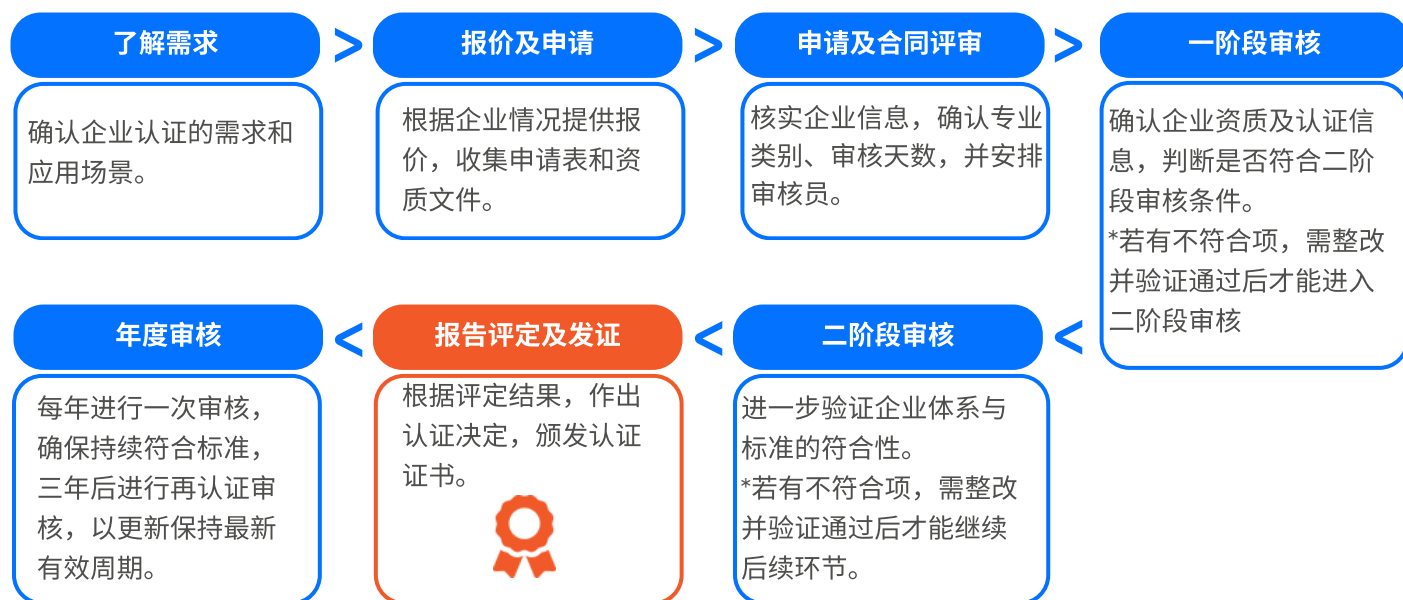 了解需求
确认企业认证的需求和
应用场景。
>
报价及申请
根据企业情况提供报
价，收集申请表和资
质文件。
>
申请及合同评审
核实企业信息，确认专业
类别、审核天数，并安排
审核员。
>
一阶段审核
确认企业资质及认证信
息，判断是否符合二阶
段审核条件。
*若有不符合项，需整改
并验证通过后才能进入
二阶段审核
<
二阶段审核
进一步验证企业体系与
标准的符合性。
*若有不符合项，需整改
并验证通过后才能继续
后续环节。
<
报告评定及发证
根据评定结果，作出
认证决定，颁发认证
证书。
<
年度审核
每年进行一次审核，
确保持续符合标准，
三年后进行再认证审
核，以更新保持最新
有效周期。